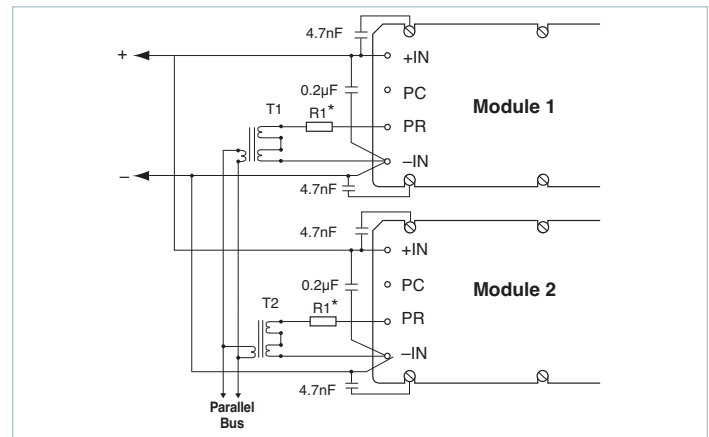 4.7nF
+
+IN
0.2µF
PC
Module 1
T1
R1*
PR
–IN
–
4.7nF
4.7nF
+IN
0.2µF
PC
Module 2
T2
R1*
PR
–IN
4.7nF
Parallel
Bus